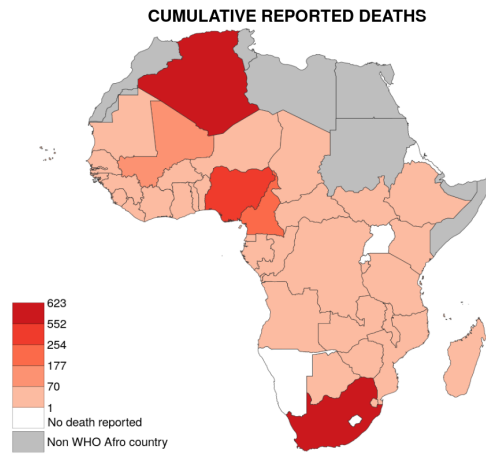 CUMULATIVE REPORTED DEATHS
623
552
254
177
70
1
No death reported
Non WHO Afro country